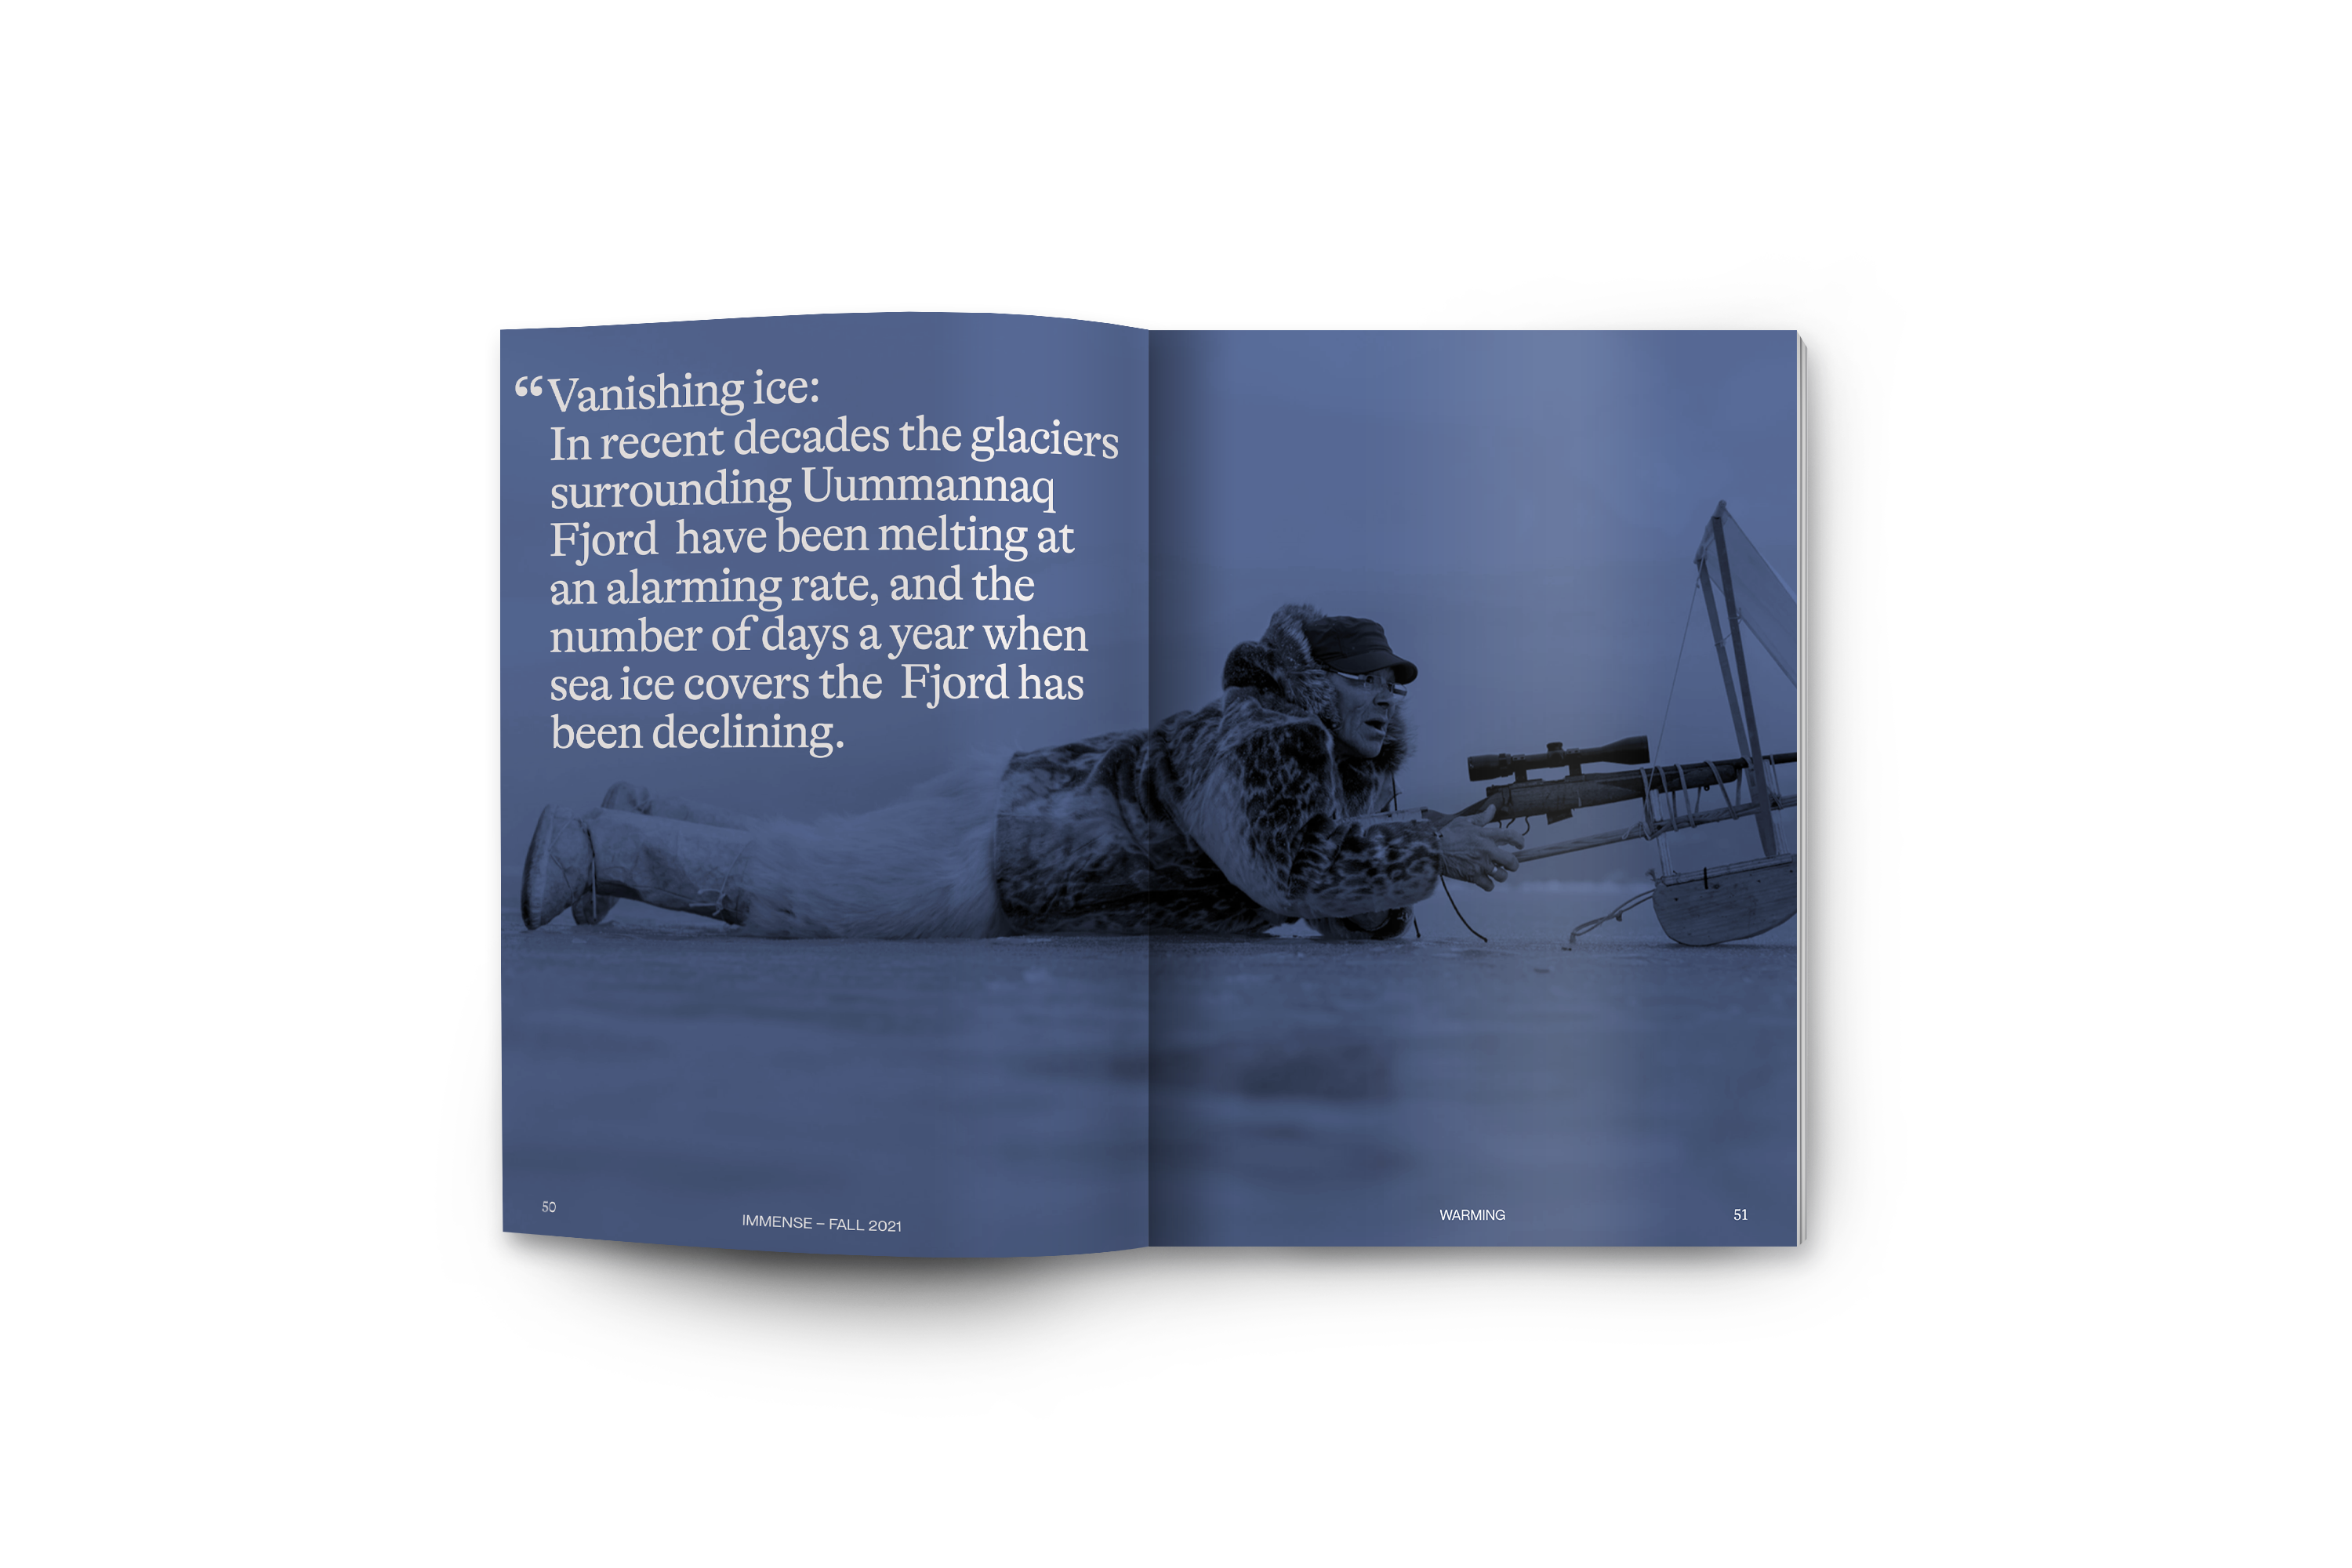 “Vanishing ice:
In recent decades the glaciers
surrounding Uummannaq
Fjord  have been melting at
an alarming rate, and the
number of days a year when
sea ice covers the  Fjord has
been declining.
50
IMMENSE – FALL 2021
WARMING
51